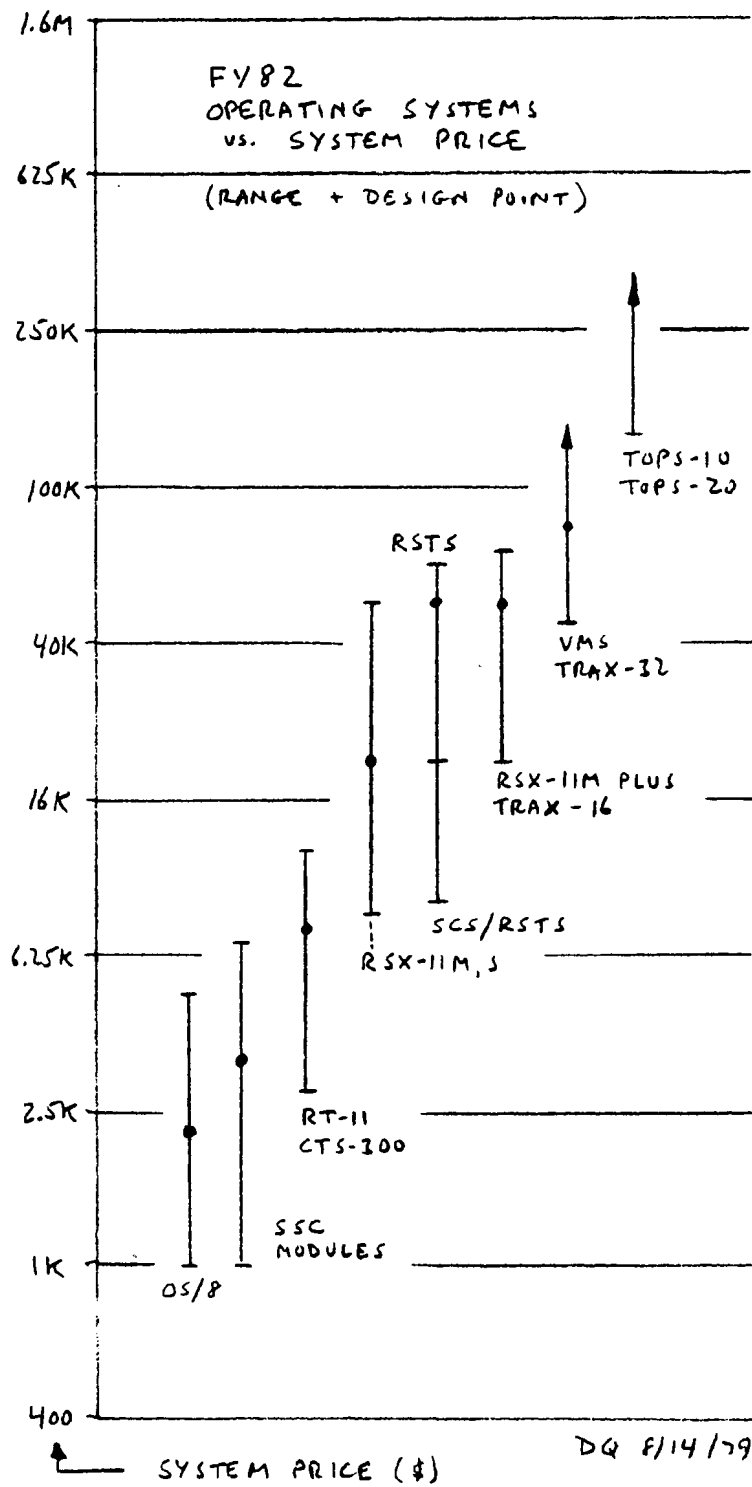 1.6M
FY82
OPERATING SYSTEMS
vs. SYSTEM PRICE
625K
(RANGE + DESIGN POINT)
250K
TOPS-10
TOPS-20
100K
RSTS
40K
VMS
TRAX-32
RSX-11M PLUS
TRAX-16
16K
SCS/RSTS
6.25K
RSX-11M,S
2.5K
RT-11
CTS-300
SSC
MODULES
1K
OS/8
400
DQ 8/14/79
SYSTEM PRICE ($)